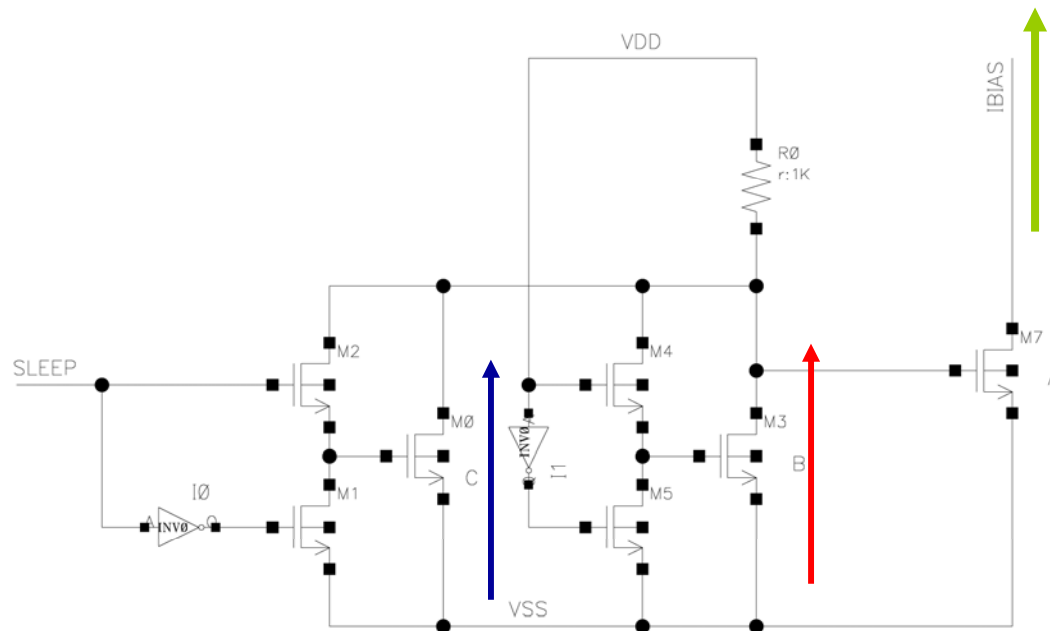 VDD
IBIAS
RØ
r:1K
M7
SLEEP
M2
M4
MØ
M3
A
INVØ
I1
C
B
M1
M5
IØ
A
INVØ
Q
VSS